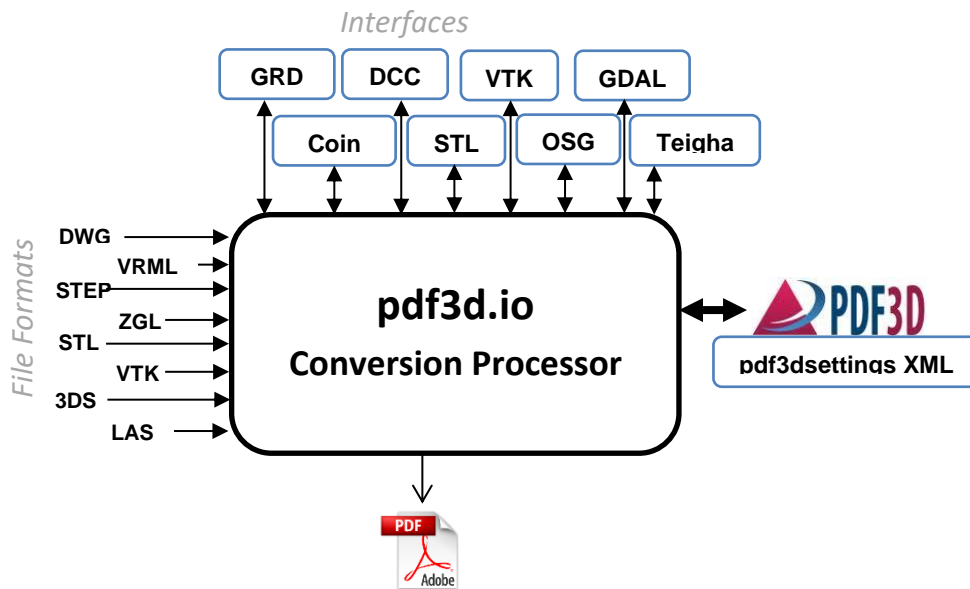 Interfaces
GRD
DCC
VTK
GDAL
Coin
STL
OSG
Teigha
File Formats
DWG
VRML
STEP
ZGL
STL
VTK
3DS
LAS
pdf3d.io
Conversion Processor
PDF3D
pdf3dsettings XML
PDF
Adobe